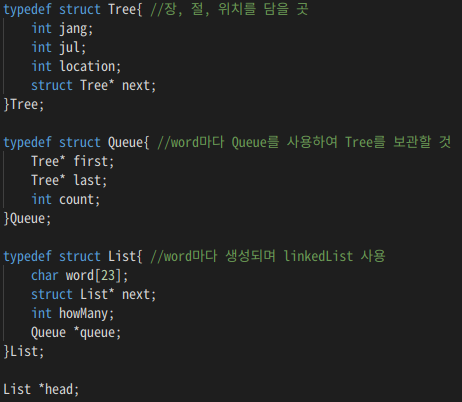 typedef struct Tree{ //장, 절, 위치를 담을 곳
    int jang;
    int jul;
    int location;
    struct Tree* next;
}Tree;

typedef struct Queue{ //word마다 Queue를 사용하여 Tree를 보관할 것
    Tree* first;
    Tree* last;
    int count;
}Queue;

typedef struct List{ //word마다 생성되며 linkedList 사용
    char word[23];
    struct List* next;
    int howMany;
    Queue *queue;
}List;

List *head;